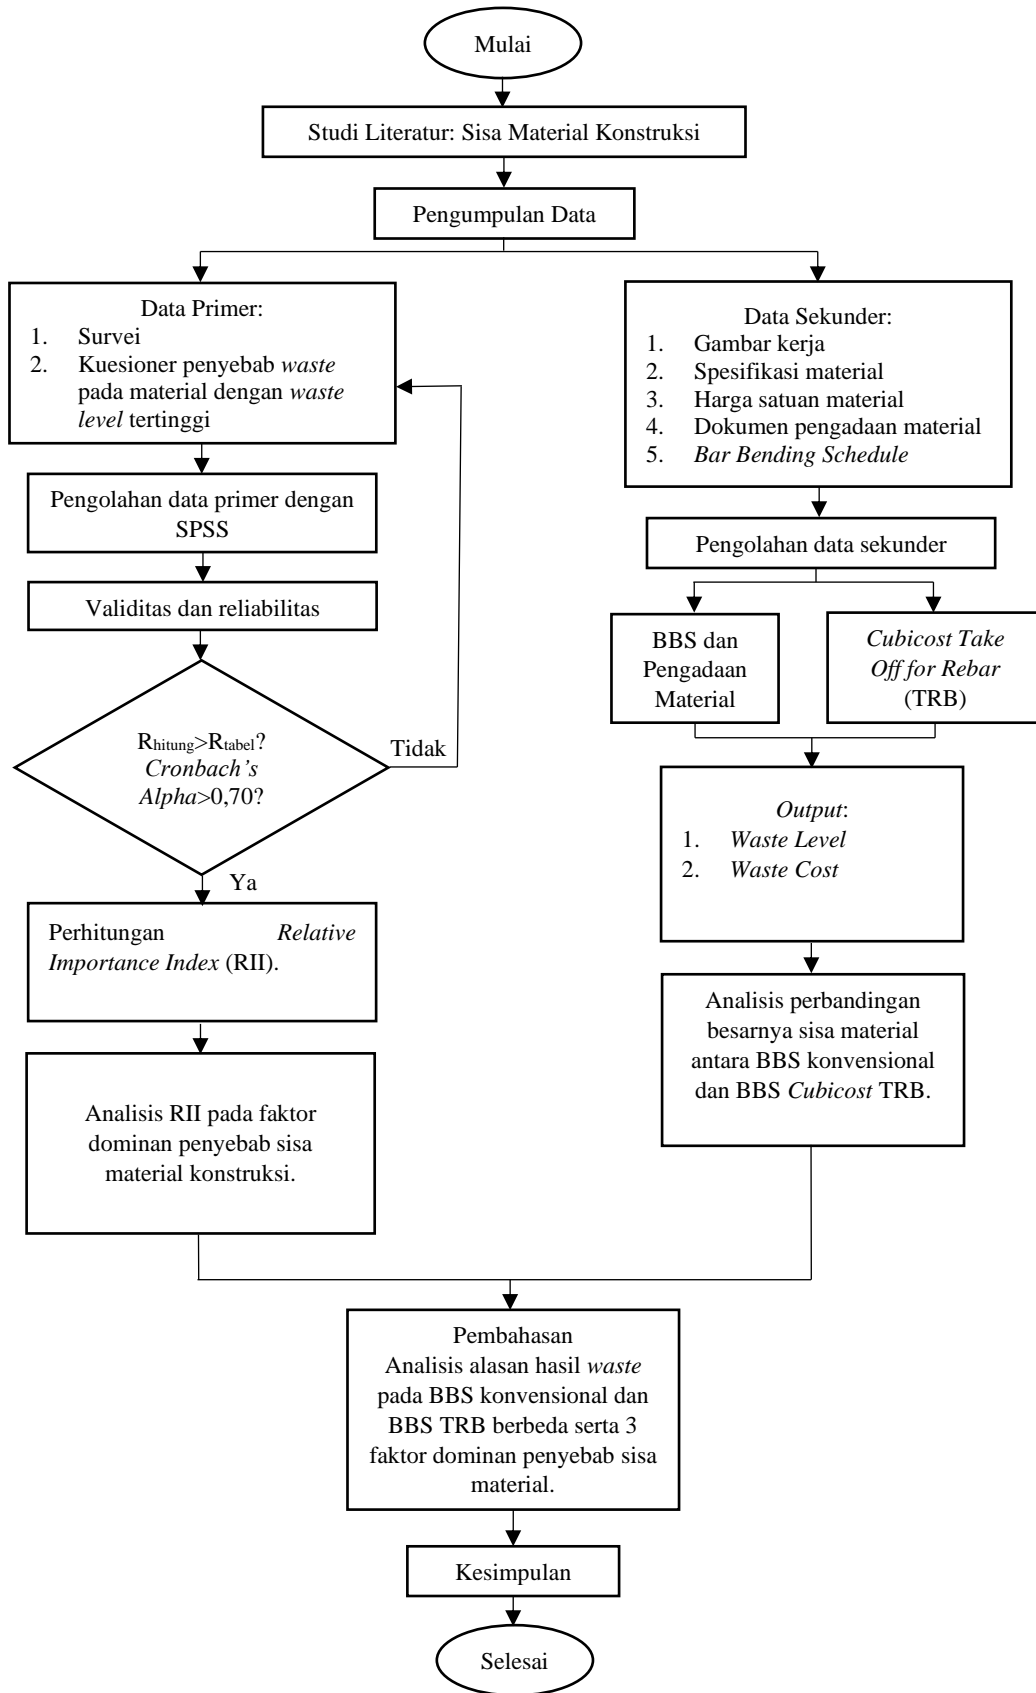 Mulai
Studi Literatur: Sisa Material Konstruksi
Pengumpulan Data
Data Primer:
1. Survei
2. Kuesioner penyebab waste
pada material dengan waste
level tertinggi
Pengolahan data primer dengan
SPSS
Validitas dan reliabilitas
Rhitung>Rtabel?
Cronbach’s
Alpha>0,70?
Tidak
Ya
Perhitungan Relative
Importance Index (RII).
Analisis RII pada faktor
dominan penyebab sisa
material konstruksi.
Data Sekunder:
1. Gambar kerja
2. Spesifikasi material
3. Harga satuan material
4. Dokumen pengadaan material
5. Bar Bending Schedule
Pengolahan data sekunder
BBS dan
Pengadaan
Material
Cubicost Take
Off for Rebar
(TRB)
Output:
1. Waste Level
2. Waste Cost
Analisis perbandingan
besarnya sisa material
antara BBS konvensional
dan BBS Cubicost TRB.
Pembahasan
Analisis alasan hasil waste
pada BBS konvensional dan
BBS TRB berbeda serta 3
faktor dominan penyebab sisa
material.
Kesimpulan
Selesai